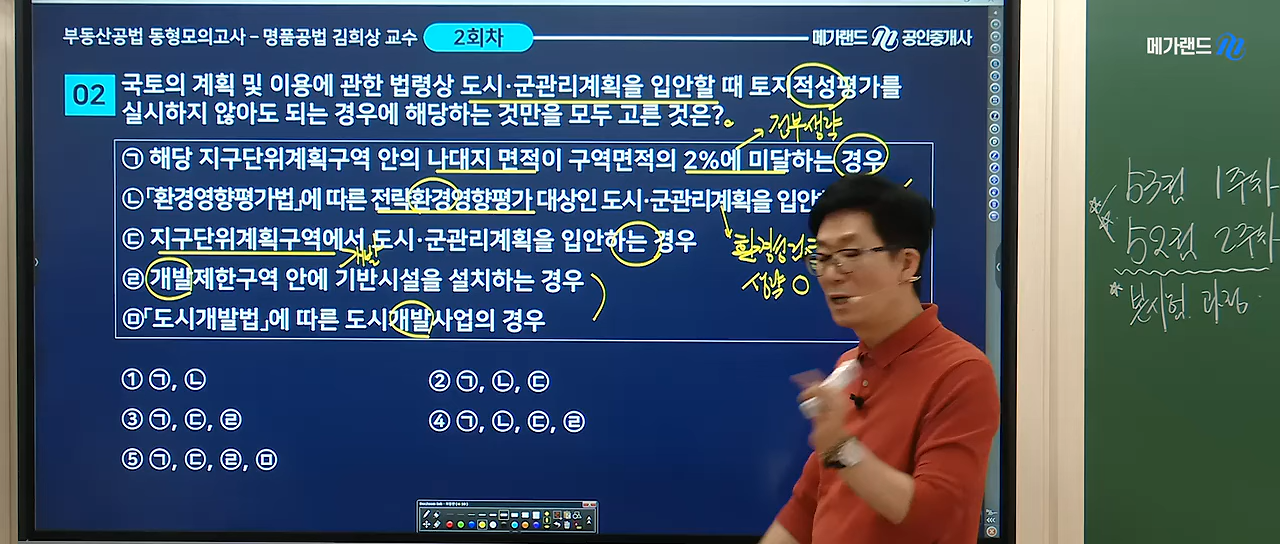 부동산공법 동형모의고사 – 명품공법 김희상 교수 2회차 메가랜드 공인중개사
메가랜드
02 국토의 계획 및 이용에 관한 법령상 도시·군관리계획을 입안할 때 토지적성평가를
실시하지 않아도 되는 경우에 해당하는 것만을 모두 고른 것은?
전부생략
㉠ 해당 지구단위계획구역 안의 나대지 면적이 구역면적의 2%에 미달하는 경우
㉡ 「환경영향평가법」에 따른 전략환경영향평가 대상인 도시·군관리계획을 입안
㉢ 지구단위계획구역에서 도시·군관리계획을 입안하는 경우
환경성검토
개발
생략 ○
㉣ 개발제한구역 안에 기반시설을 설치하는 경우
㉤ 「도시개발법」에 따른 도시개발사업의 경우
① ㉠, ㉡
② ㉠, ㉡, ㉢
③ ㉠, ㉢, ㉣
④ ㉠, ㉡, ㉢, ㉣
⑤ ㉠, ㉢, ㉣, ㉤
53권 1주차
52권 2주차
본시험 과정